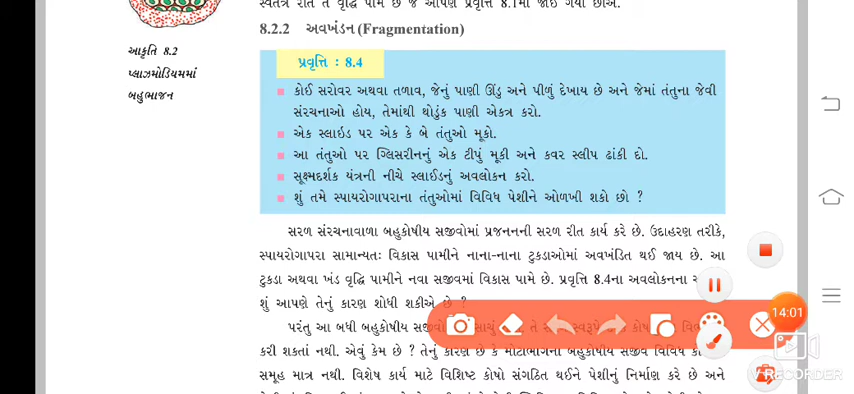 સ્વતંત્ર રીતે તે વૃદ્ધિ પામે છે જે આપણે પ્રવૃત્તિ 8.1માં જોઈ ગયાં છીએ.
8.2.2 અવખંડન (Fragmentation)
આકૃતિ 8.2
પ્લાઝમોડિયમમાં
બહુભાજન
પ્રવૃત્તિ : 8.4
કોઈ સરોવર અથવા તળાવ, જેનું પાણી ઊંડુ અને પીળું દેખાય છે અને જેમાં તંતુના જેવી
સંરચનાઓ હોય, તેમાંથી થોડુંક પાણી એકત્ર કરો.
એક સ્લાઇડ પર એક કે બે તંતુઓ મૂકો.
આ તંતુઓ પર ગ્લિસરીનનું એક ટીપું મૂકી અને કવર સ્લીપ ઢાંકી દો.
સૂક્ષ્મદર્શક યંત્રની નીચે સ્લાઈડનું અવલોકન કરો.
શું તમે સ્પાયરોગાયરાના તંતુઓમાં વિવિધ પેશીને ઓળખી શકો છો ?
સરળ સંરચનાવાળા બહુકોષીય સજીવોમાં પ્રજનનની સરળ રીત કાર્ય કરે છે. ઉદાહરણ તરીકે,
સ્પાયરોગાયરા સામાન્યતઃ વિકાસ પામીને નાના-નાના ટુકડાઓમાં અવખંડિત થઈ જાય છે. આ
ટુકડા અથવા ખંડ વૃદ્ધિ પામીને નવા સજીવમાં વિકાસ પામે છે. પ્રવૃત્તિ 8.4ના અવલોકનના
શું આપણે તેનું કારણ શોધી શકીએ છે ?
પરંતુ આ બધી બહુકોષીય સજીવો
કરી શકતાં નથી. એવું કેમ છે ? તેનું કારણ છે કે મોટાભાગના બહુકોષીય સજીવ વિવિધ
સમૂહ માત્ર નથી. વિશેષ કાર્ય માટે વિશિષ્ટ કોષો સંગઠિત થઈને પેશીનું નિર્માણ કરે છે અને
14:01
V RECORDER